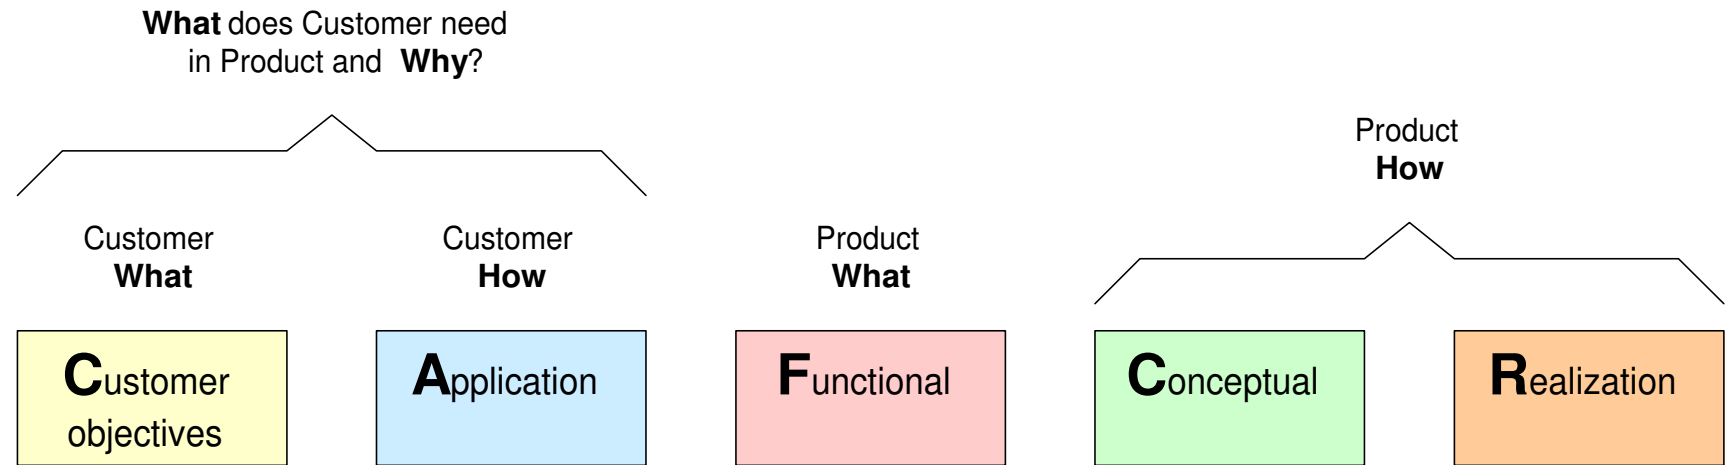 What does Customer need
in Product and Why?
Product
How
Customer
What
Customer
How
Product
What
Customer
objectives
Application
Functional
Conceptual
Realization